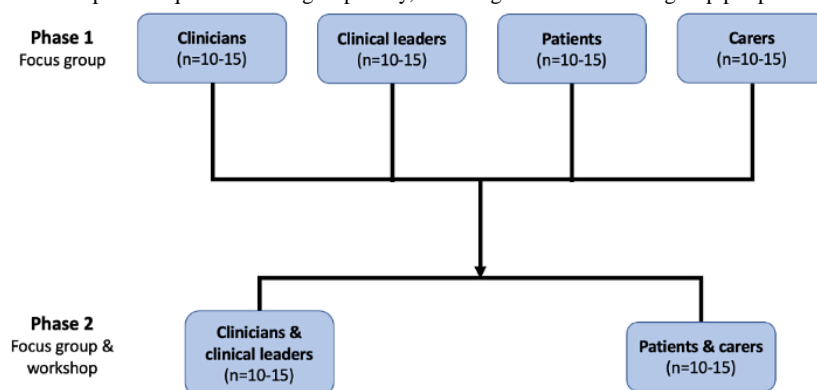 Phase 1
Focus group
Clinicians
(n=10-15)
Clinical leaders
(n=10-15)
Patients
(n=10-15)
Carers
(n=10-15)
Phase 2
Focus group &
workshop
Clinicians &
clinical leaders
(n=10-15)
Patients & carers
(n=10-15)